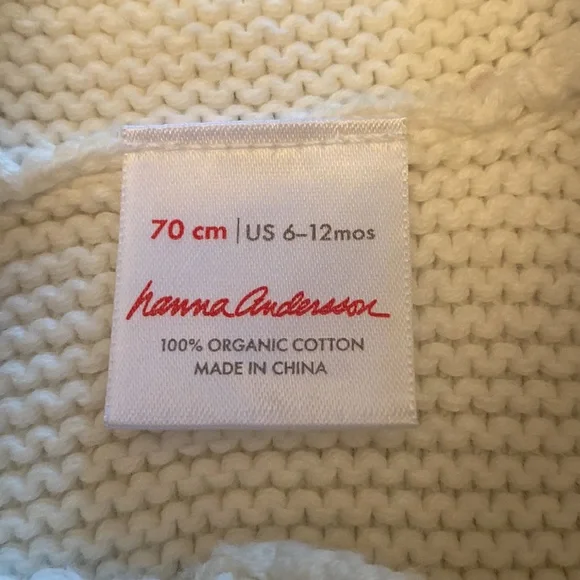 70 cm | US 6–12mos
hanna Andersson
100% ORGANIC COTTON
MADE IN CHINA